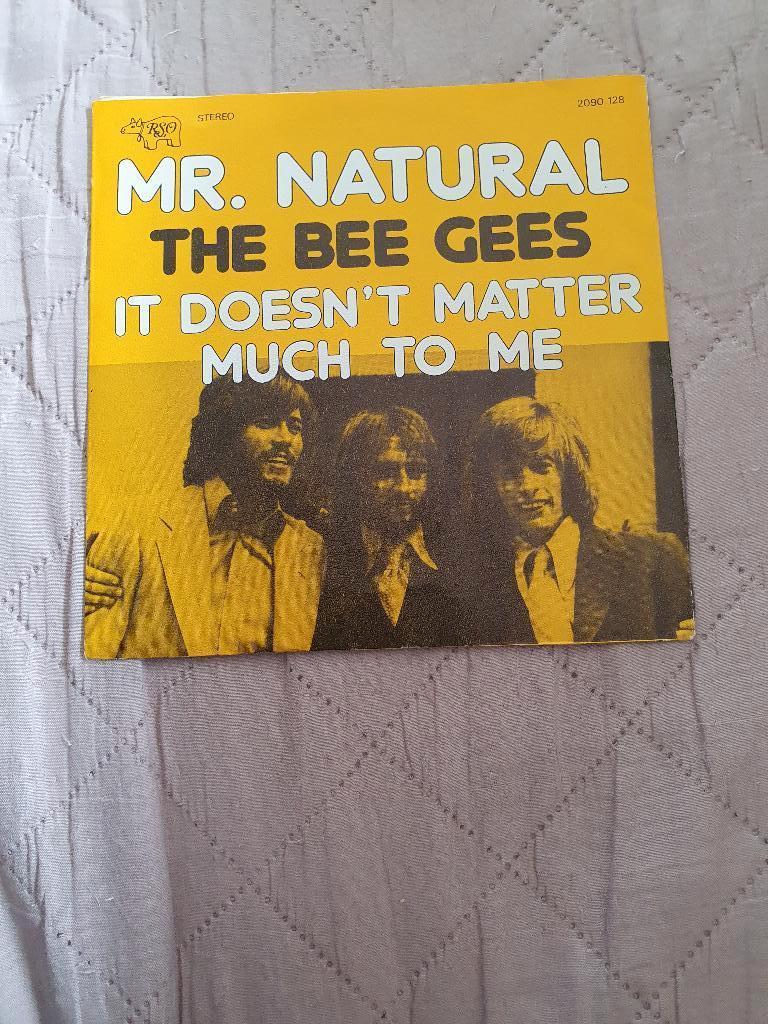 RSO
STEREO
2090 128
MR. NATURAL
THE BEE GEES
IT DOESN'T MATTER
MUCH TO ME